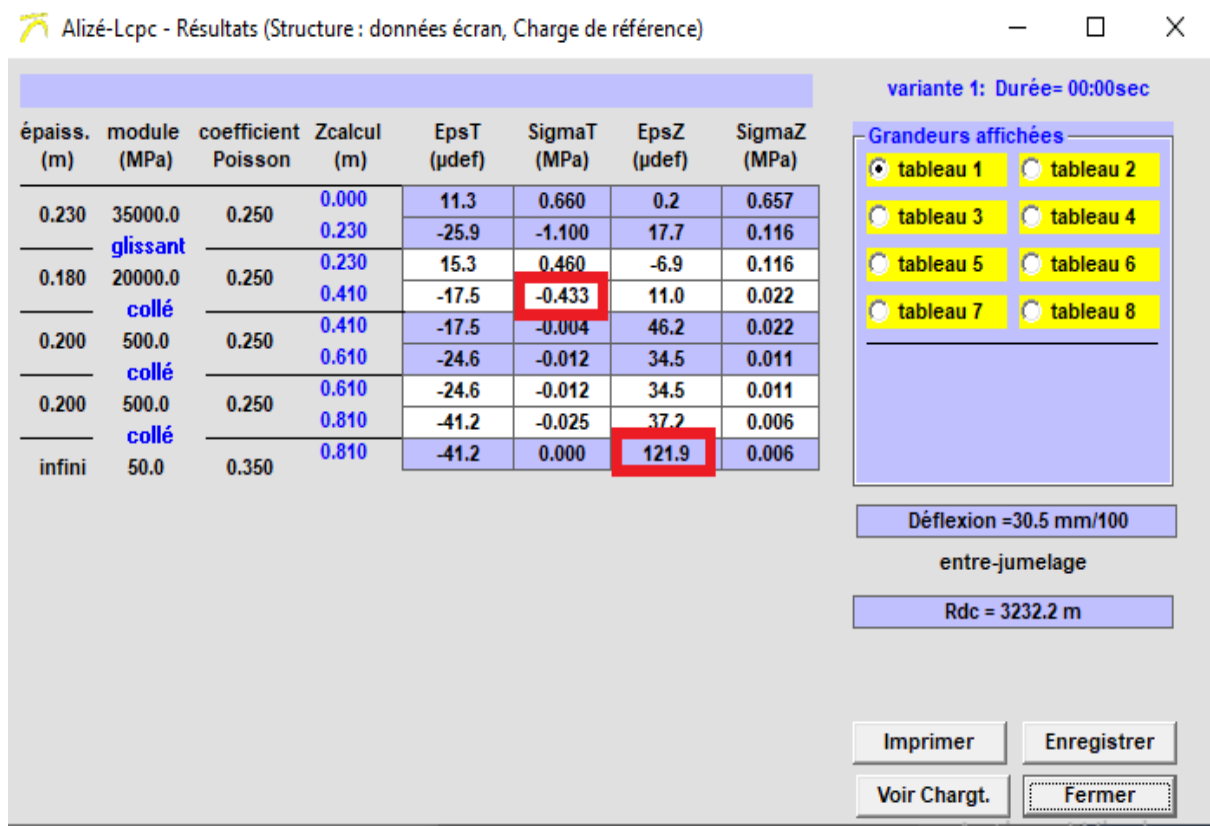 Alizé-Lcpc - Résultats (Structure : données écran, Charge de référence)
variante 1: Durée= 00:00sec
épaiss. module coefficient Zcalcul EpsT SigmaT EpsZ SigmaZ
(m) (MPa) Poisson (m) (µdef) (MPa) (µdef) (MPa)
0.000 11.3 0.660 0.2 0.657
0.230 35000.0 0.250
0.230 -25.9 -1.100 17.7 0.116
glissant
0.230 15.3 0.460 -6.9 0.116
0.180 20000.0 0.250
0.410 -17.5 -0.433 11.0 0.022
collé
0.410 -17.5 -0.004 46.2 0.022
0.200 500.0 0.250
0.610 -24.6 -0.012 34.5 0.011
collé
0.610 -24.6 -0.012 34.5 0.011
0.200 500.0 0.250
0.810 -41.2 -0.025 37.2 0.006
collé
0.810 -41.2 0.000 121.9 0.006
infini 50.0 0.350
Grandeurs affichées
tableau 1 tableau 2
tableau 3 tableau 4
tableau 5 tableau 6
tableau 7 tableau 8
Déflexion =30.5 mm/100
entre-jumelage
Rdc = 3232.2 m
Imprimer Enregistrer
Voir Chargt. Fermer